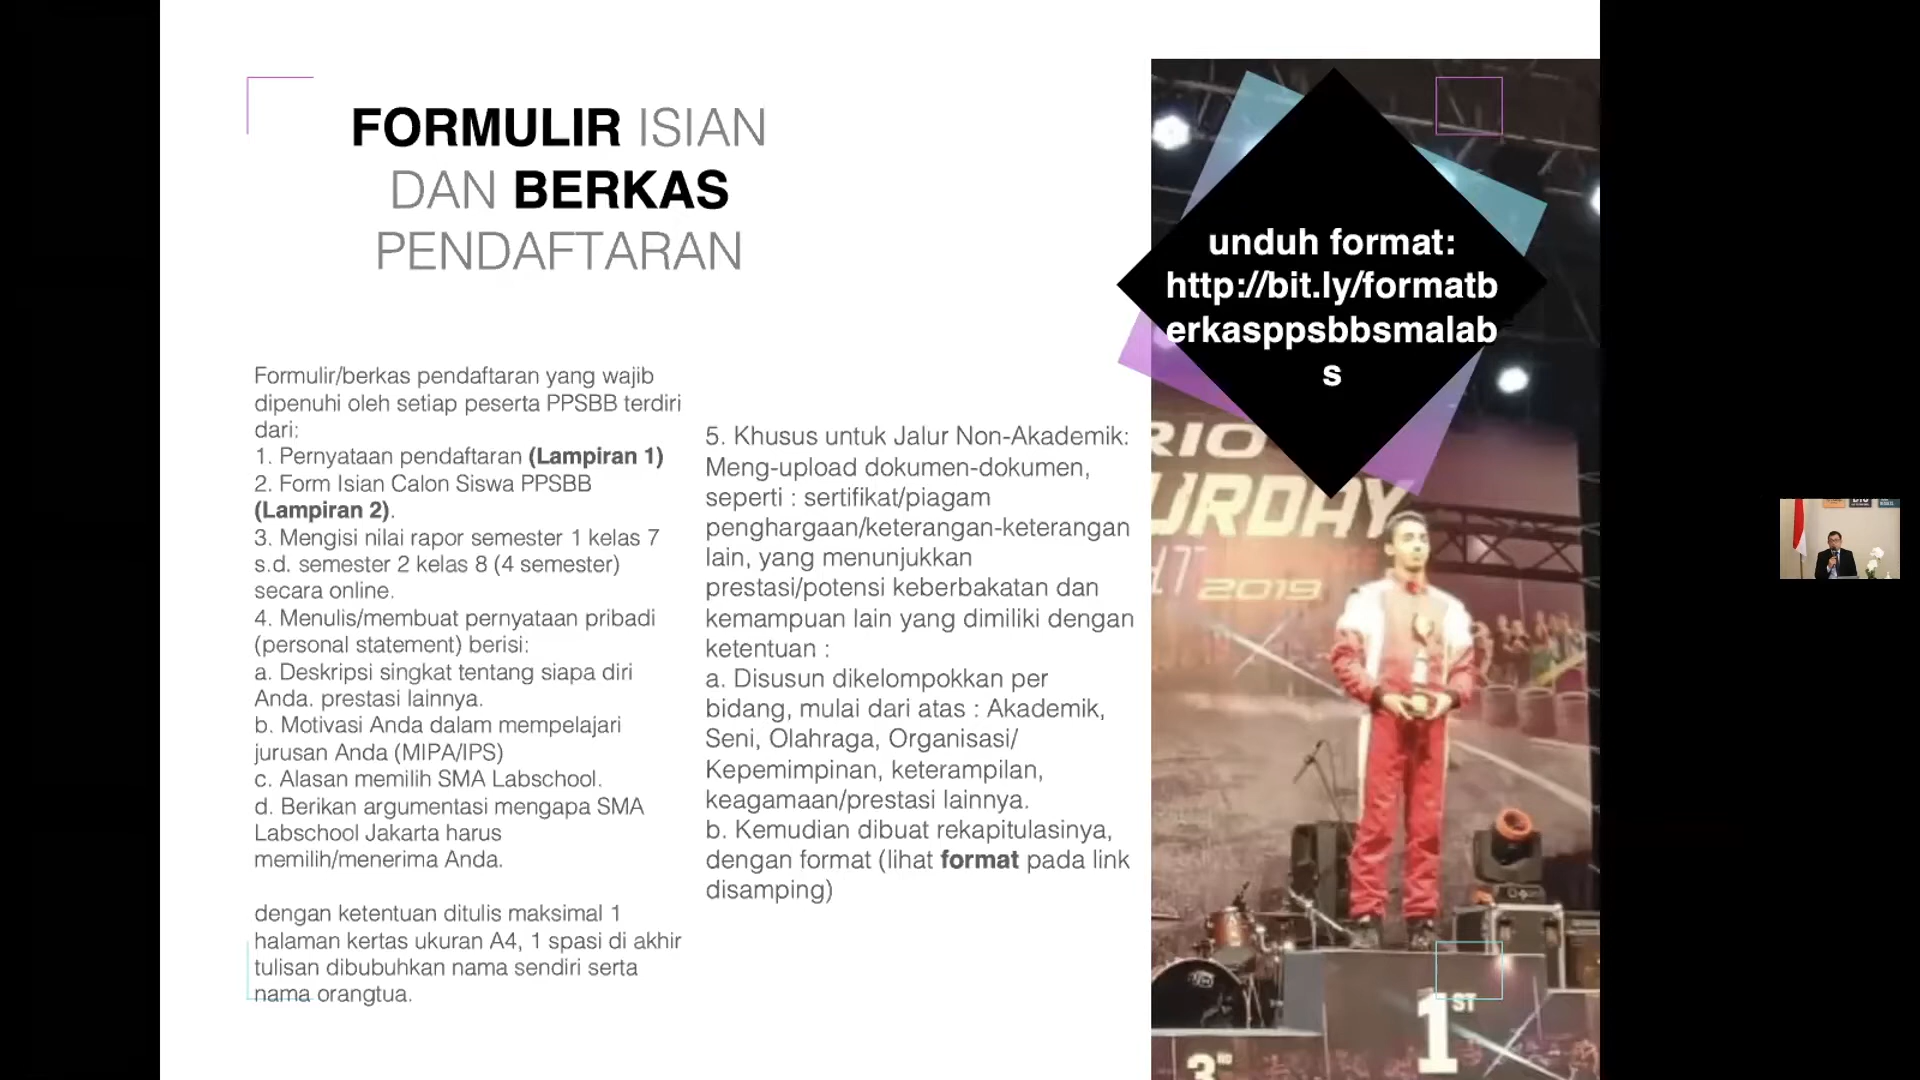 FORMULIR ISIAN
DAN BERKAS
PENDAFTARAN
Formulir/berkas pendaftaran yang wajib
dipenuhi oleh setiap peserta PPSBB terdiri
dari:
1. Pernyataan pendaftaran (Lampiran 1)
2. Form Isian Calon Siswa PPSBB
(Lampiran 2).
3. Mengisi nilai rapor semester 1 kelas 7
s.d. semester 2 kelas 8 (4 semester)
secara online.
4. Menulis/membuat pernyataan pribadi
(personal statement) berisi:
a. Deskripsi singkat tentang siapa diri
Anda. prestasi lainnya.
b. Motivasi Anda dalam mempelajari
jurusan Anda (MIPA/IPS)
c. Alasan memilih SMA Labschool.
d. Berikan argumentasi mengapa SMA
Labschool Jakarta harus
memilih/menerima Anda.
dengan ketentuan ditulis maksimal 1
halaman kertas ukuran A4, 1 spasi di akhir
tulisan dibubuhkan nama sendiri serta
nama orangtua.
5. Khusus untuk Jalur Non-Akademik:
Meng-upload dokumen-dokumen,
seperti : sertifikat/piagam
penghargaan/keterangan-keterangan
lain, yang menunjukkan
prestasi/potensi keberbakatan dan
kemampuan lain yang dimiliki dengan
ketentuan :
a. Disusun dikelompokkan per
bidang, mulai dari atas : Akademik,
Seni, Olahraga, Organisasi/
Kepemimpinan, keterampilan,
keagamaan/prestasi lainnya.
b. Kemudian dibuat rekapitulasinya,
dengan format (lihat format pada link
disamping)
unduh format:
http://bit.ly/formatb
erkasppsbbsmalab
s
RIO
URDAY
2019
1ST
3RD